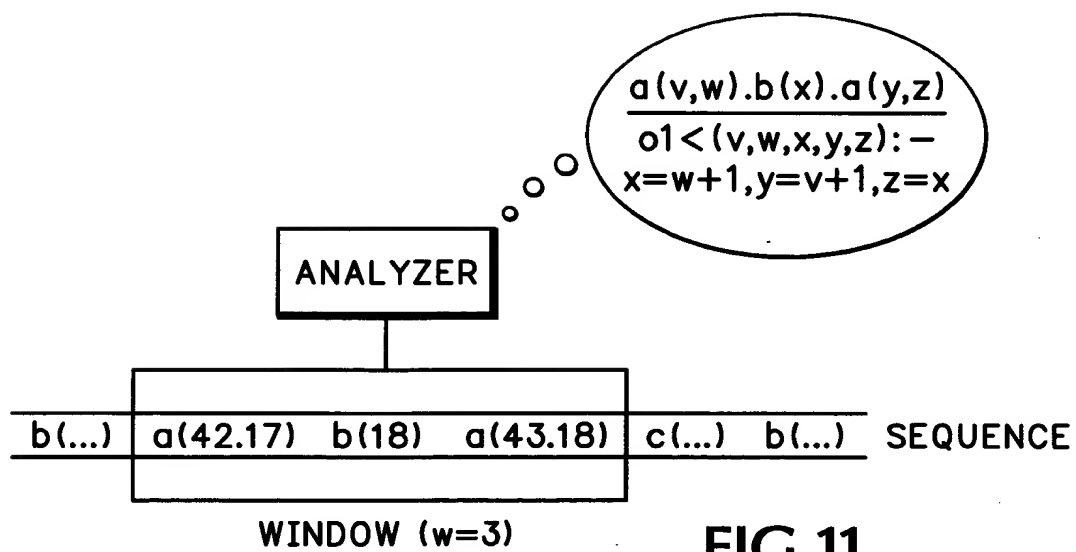 a(v,w).b(x).a(y,z)
o1<(v,w,x,y,z):-
x=w+1,y=v+1,z=x
ANALYZER
b(...) a(42.17) b(18) a(43.18) c(...) b(...) SEQUENCE
WINDOW (w=3)
FIG 11